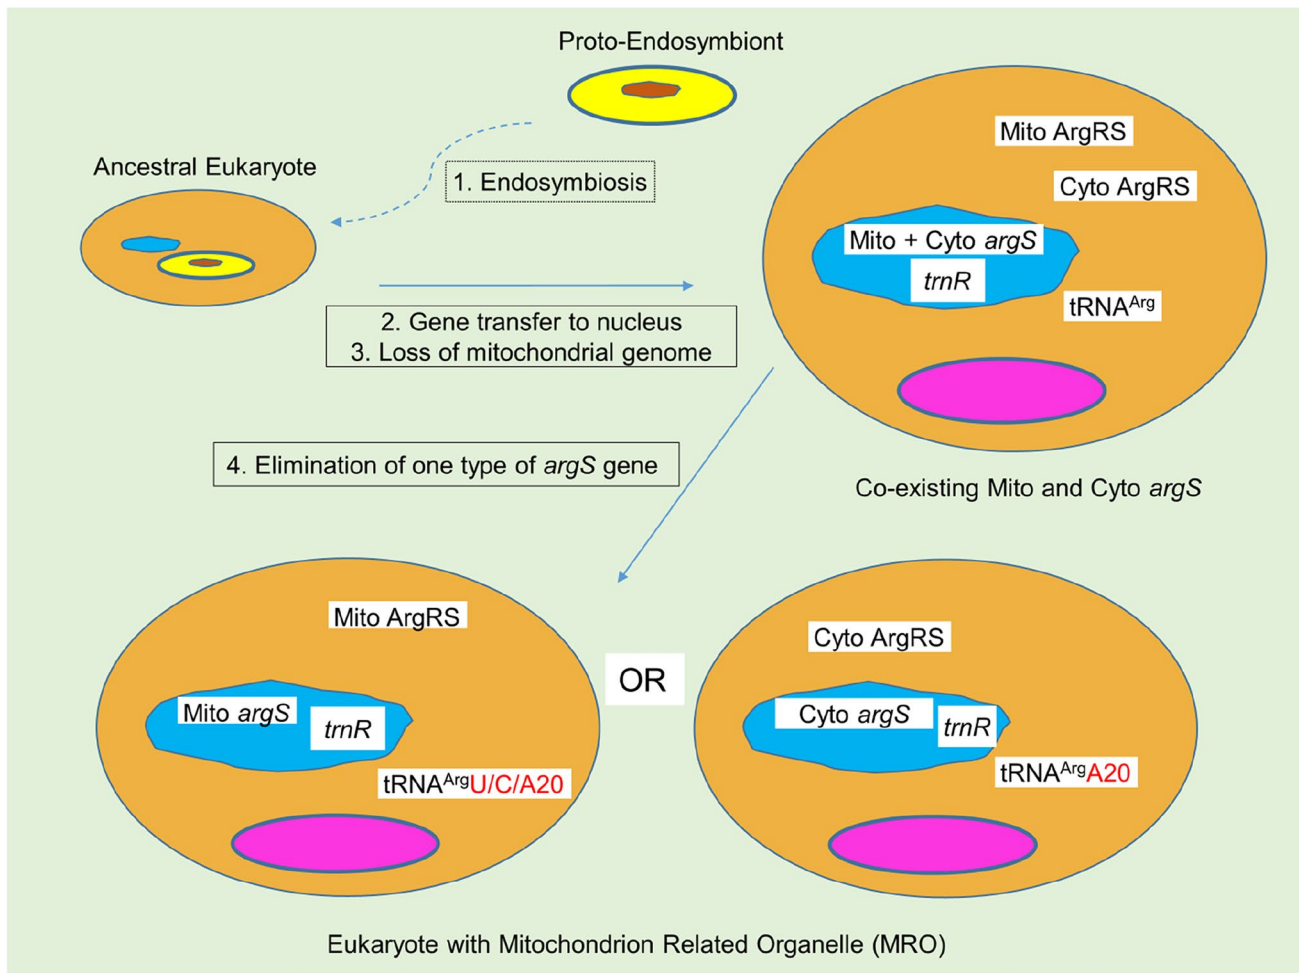 Proto-Endosymbiont
Ancestral Eukaryote
1. Endosymbiosis
2. Gene transfer to nucleus
3. Loss of mitochondrial genome
Mito ArgRS
Cyto ArgRS
Mito + Cyto argS
trnR
tRNAArg
Co-existing Mito and Cyto argS
4. Elimination of one type of argS gene
Mito ArgRS
Mito argS
trnR
tRNAArgU/C/A20
OR
Cyto ArgRS
Cyto argS
trnR
tRNAArgA20
Eukaryote with Mitochondrion Related Organelle (MRO)